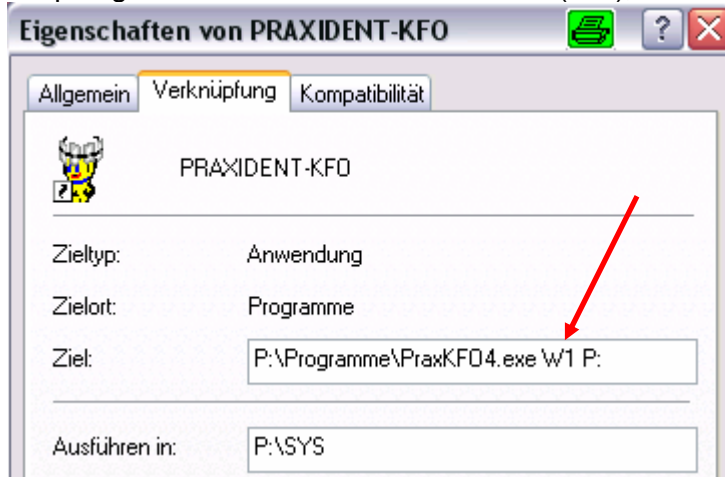 Eigenschaften von PRAXIDENT-KFO ?
Allgemein Verknüpfung Kompatibilität
PRAXIDENT-KFO
Zieltyp: Anwendung
Zielort: Programme
Ziel: P:\Programme\PraxKFO4.exe W1 P:
Ausführen in: P:\SYS